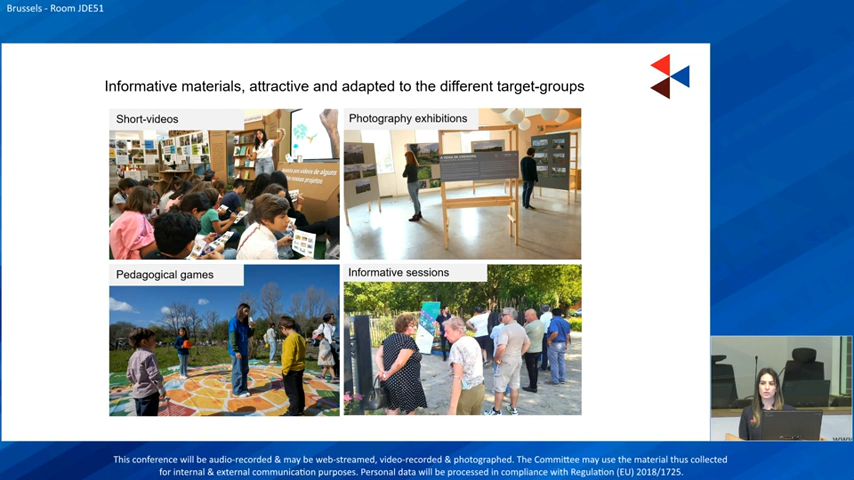 Brussels - Room JDE51
Informative materials, attractive and adapted to the different target-groups
Short-videos
Photography exhibitions
Pedagogical games
Informative sessions
This conference will be audio-recorded & may be web-streamed, video-recorded & photographed. The Committee may use the material thus collected
for internal & external communication purposes. Personal data will be processed in compliance with Regulation (EU) 2018/1725.